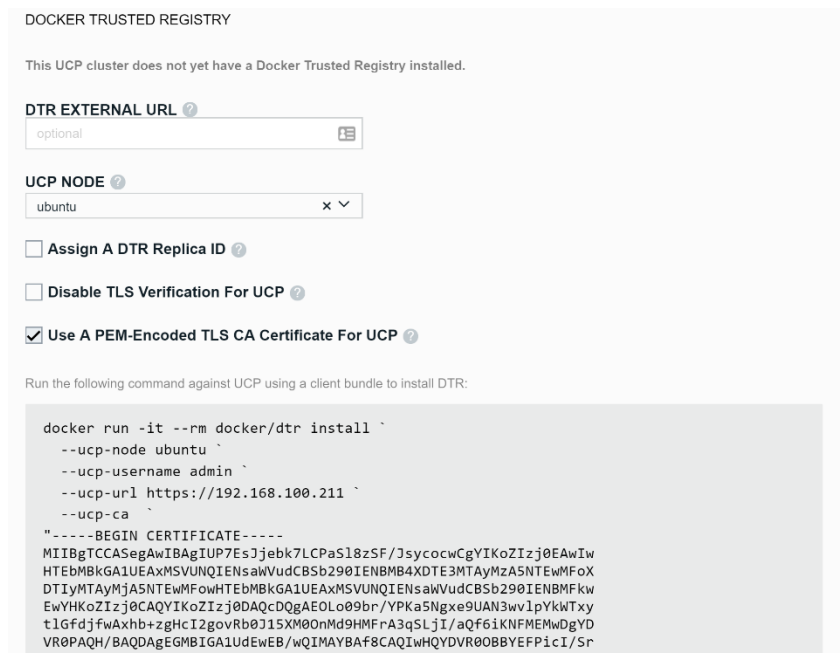 DOCKER TRUSTED REGISTRY
This UCP cluster does not yet have a Docker Trusted Registry installed.
DTR EXTERNAL URL ?
optional
UCP NODE ?
ubuntu
Assign A DTR Replica ID ?
Disable TLS Verification For UCP ?
Use A PEM-Encoded TLS CA Certificate For UCP ?
Run the following command against UCP using a client bundle to install DTR:
docker run -it --rm docker/dtr install `
--ucp-node ubuntu `
--ucp-username admin `
--ucp-url https://192.168.100.211 `
--ucp-ca `
"-----BEGIN CERTIFICATE-----
MIIBgTCCASegAwIBAgIUP7EsJjebk7LCPaSl8zSF/JsycocwCgYIKoZIzj0EAwIw
HTEbMBkGA1UEAxMSVUNQIENsaWVudCBSb290IENBMB4XDTE3MTAyMzA5NTEwMFoX
DTIyMTAyMjA5NTEwMFowHTEbMBkGA1UEAxMSVUNQIENsaWVudCBSb290IENBMFkw
EwYHKoZIzj0CAQYIKoZIzj0DAQcDQgAEOLo09br/YPKa5Ngxe9UAN3wvlpYkWTxy
tlGfdjfwAxhb+zgHcI2govRb0J15XM0OnMd9HMFrA3qSLjI/aQf6iKNFMEMwDgYD
VR0PAQH/BAQDAgEGMBIGA1UdEwEB/wQIMAYBAf8CAQIwHQYDVR0OBBYEFPicI/Sr